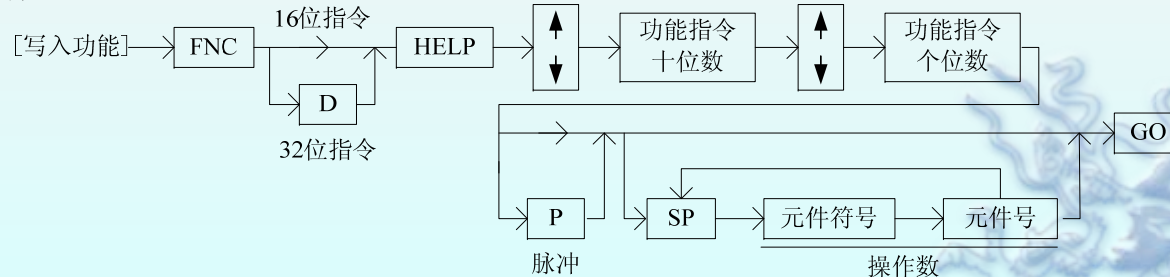 16位指令
[写入功能]
FNC
HELP
功能指令
十位数
功能指令
个位数
D
32位指令
GO
P
SP
元件符号
元件号
脉冲
操作数